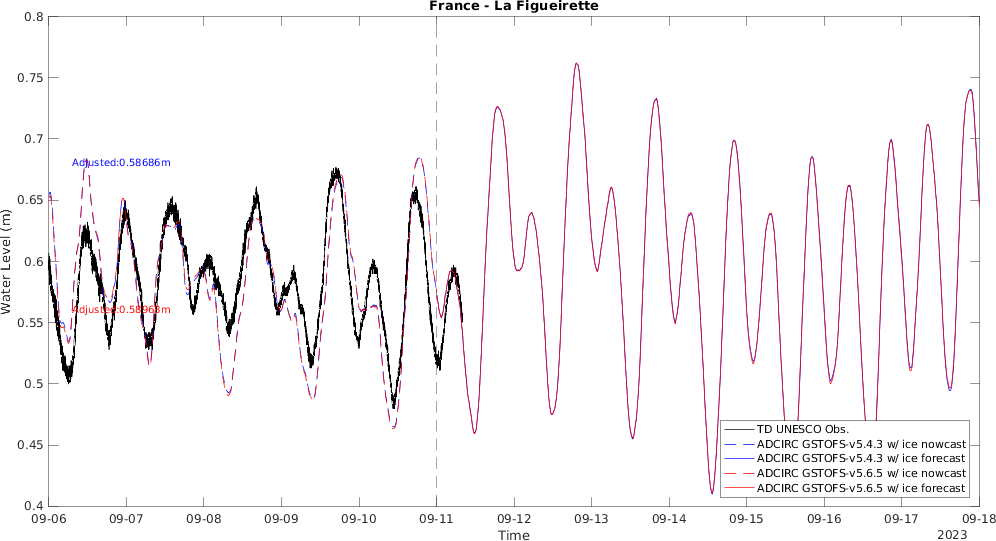 France - La Figueirette
0.8
0.75
0.7
0.65
0.6
0.55
0.5
0.45
0.4
Water Level (m)
Adjusted:0.58686m
TD UNESCO Obs.
ADCIRC GSTOFS-v5.4.3 w/ ice nowcast
ADCIRC GSTOFS-v5.4.3 w/ ice forecast
ADCIRC GSTOFS-v5.6.5 w/ ice nowcast
ADCIRC GSTOFS-v5.6.5 w/ ice forecast
09-06 09-07 09-08 09-09 09-10 09-11 09-12 09-13 09-14 09-15 09-16 09-17 09-18
Time
2023